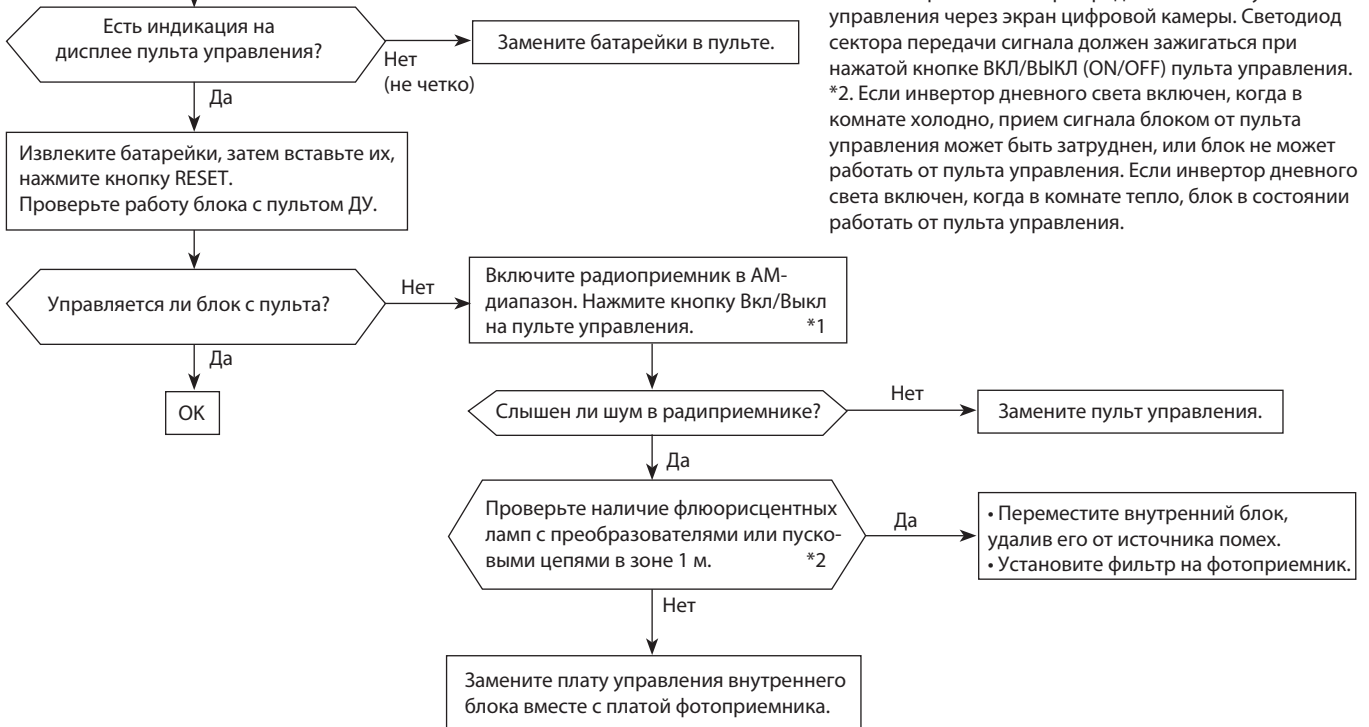 управления через экран цифровой камеры. Светодиод
сектора передачи сигнала должен зажигаться при
нажатой кнопке ВКЛ/ВЫКЛ (ON/OFF) пульта управления.
*2. Если инвертор дневного света включен, когда в
комнате холодно, прием сигнала блоком от пульта
управления может быть затруднен, или блок не может
работать от пульта управления. Если инвертор дневного
света включен, когда в комнате тепло, блок в состоянии
работать от пульта управления.
Есть индикация на
дисплее пульта управления?
Нет
(не четко)
Замените батарейки в пульте.
Да
Извлеките батарейки, затем вставьте их,
нажмите кнопку RESET.
Проверьте работу блока с пультом ДУ.
Управляется ли блок с пульта?
Нет
Включите радиоприемник в АМ-
диапазон. Нажмите кнопку Вкл/Выкл
на пульте управления. *1
Да
OK
Слышен ли шум в радиприемнике?
Нет
Замените пульт управления.
Да
Проверьте наличие флюорисцентных
ламп с преобразователями или пуско-
выми цепями в зоне 1 м. *2
Да
• Переместите внутренний блок,
удалив его от источника помех.
• Установите фильтр на фотоприемник.
Нет
Замените плату управления внутреннего
блока вместе с платой фотоприемника.